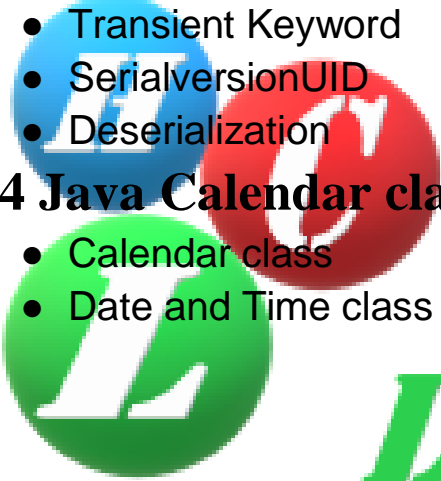 ● Transient Keyword
● SerialversionUID
● Deserialization
4 Java Calendar cla
● Calendar class
● Date and Time class
H
C
L